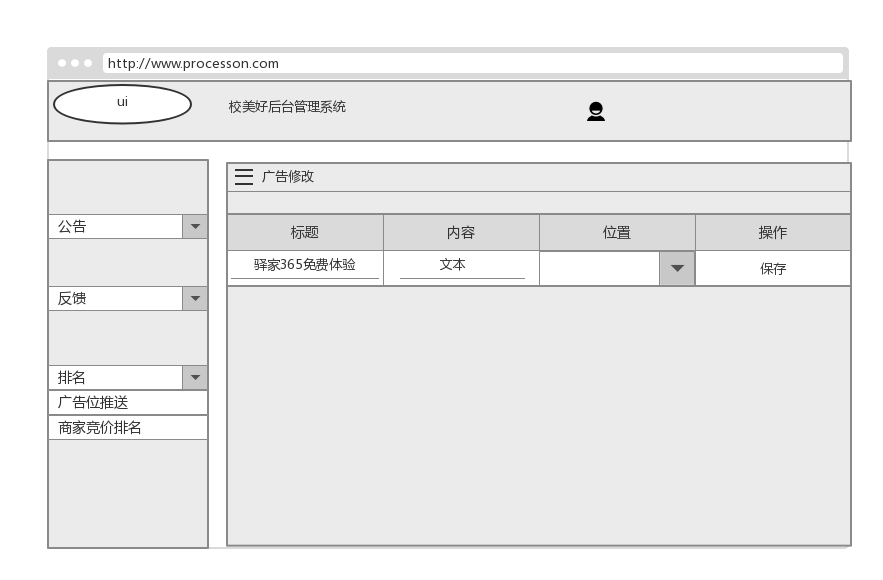 http://www.processon.com
ui
校美好后台管理系统
广告修改
公告
反馈
排名
广告位推送
商家竞价排名
标题 内容 位置 操作
驿家365免费体验 文本 保存